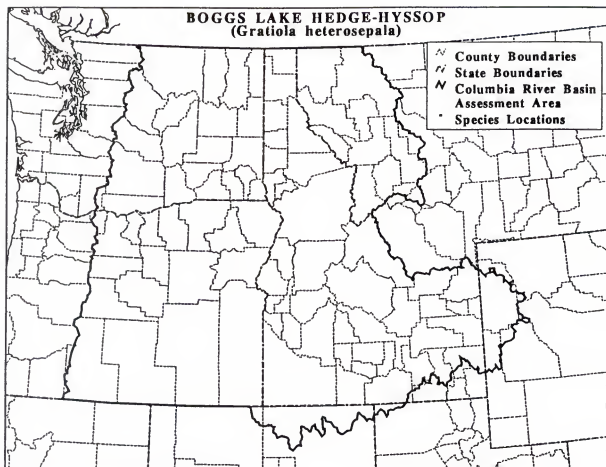 BOGGS LAKE HEDGE-HYSSOP
(Gratiola heterosepala)
County Boundaries
State Boundaries
Columbia River Basin
Assessment Area
Species Locations